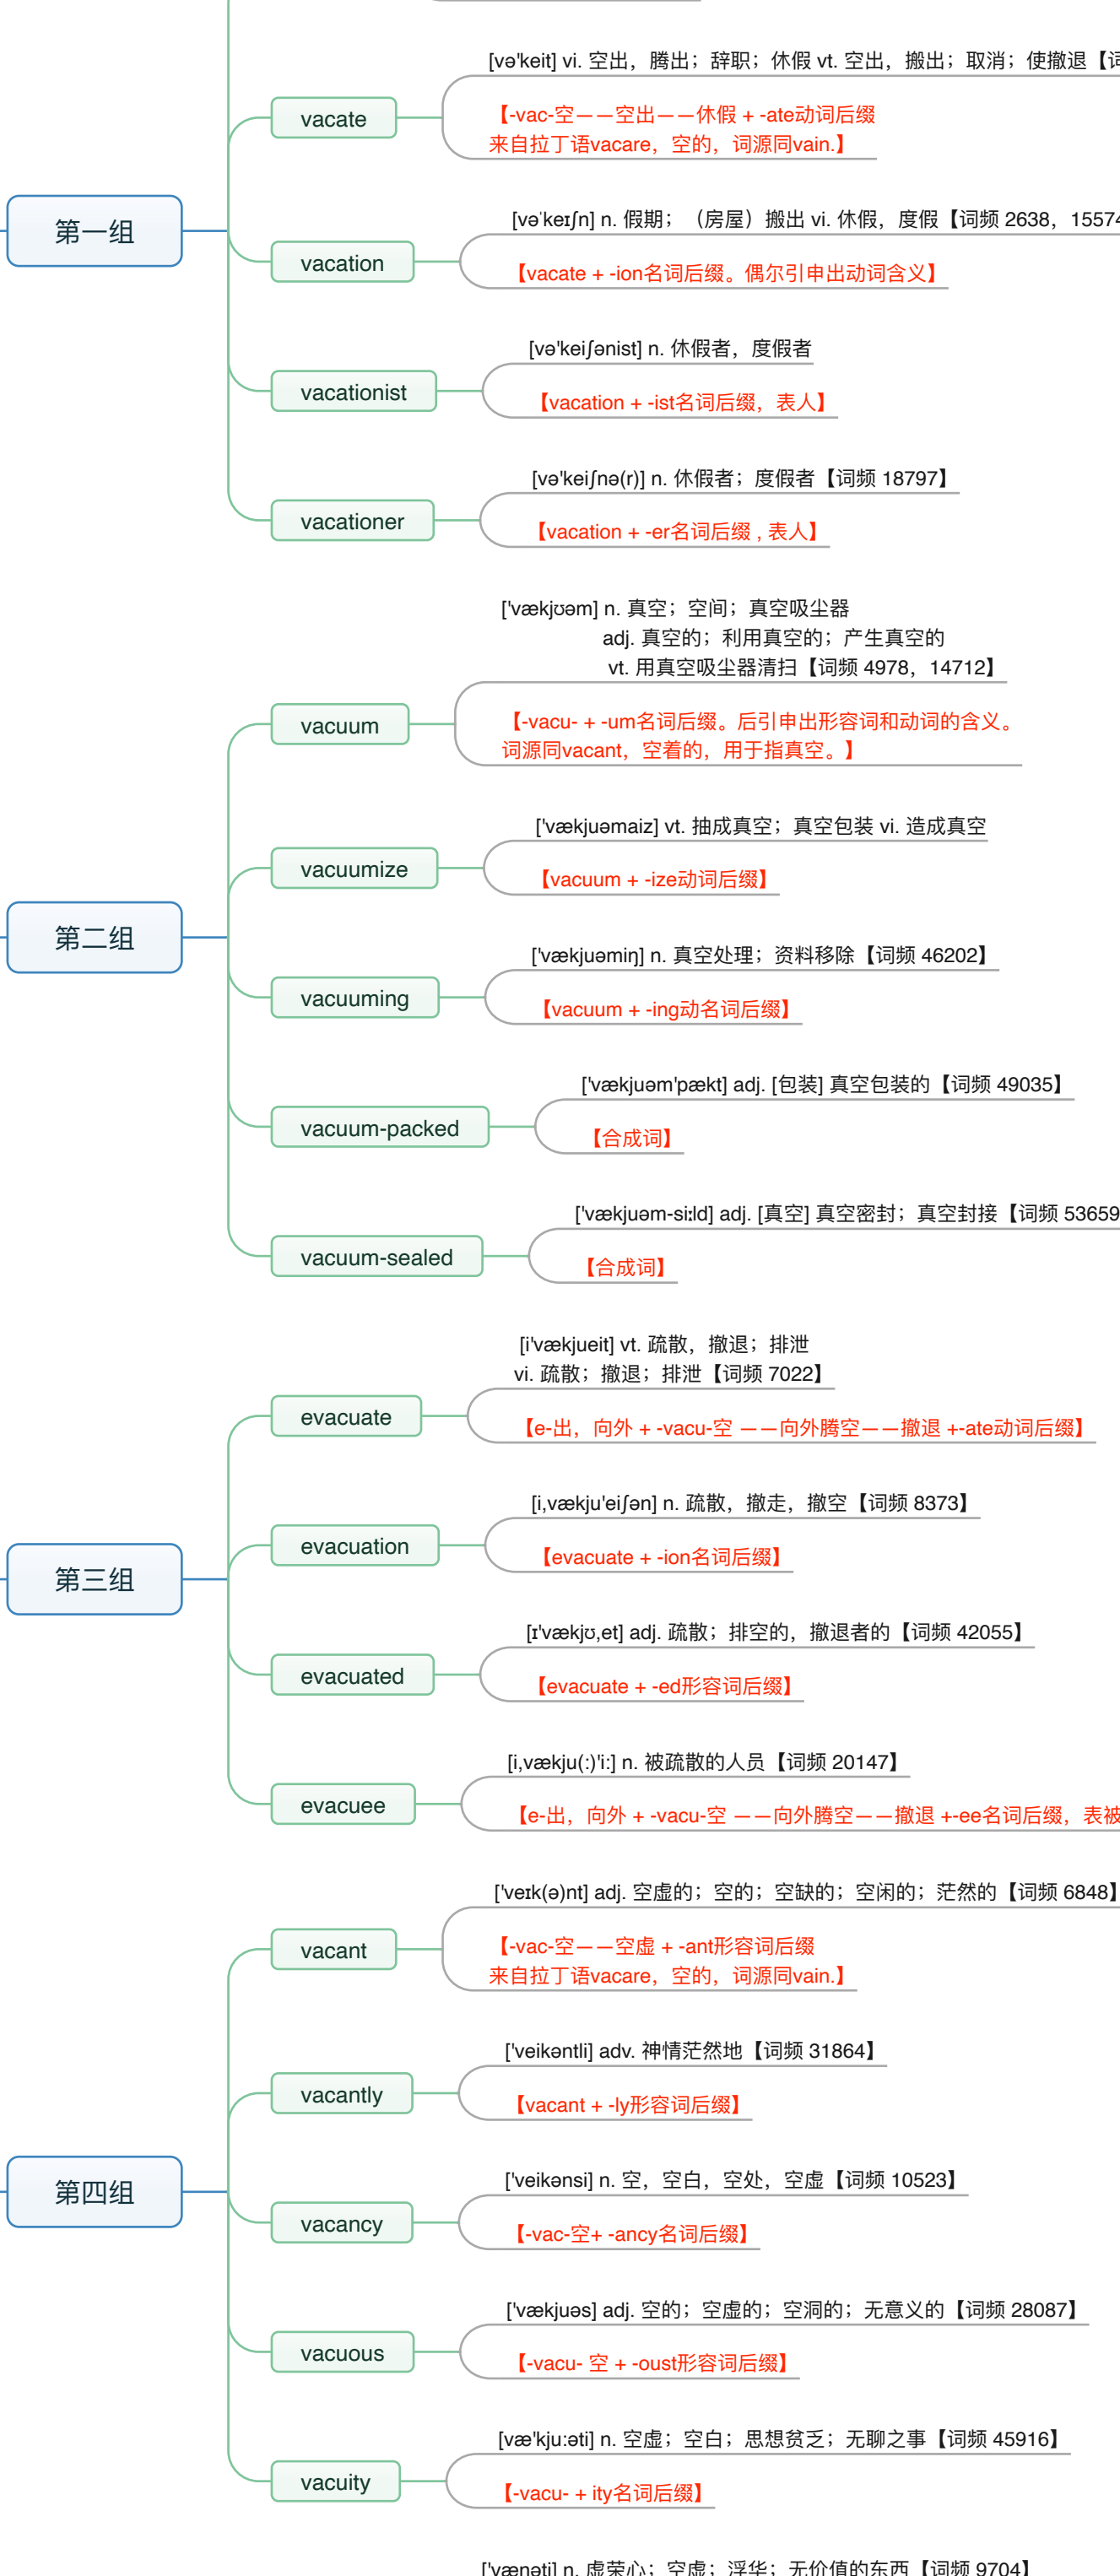 [və'keit] vi. 空出，腾出；辞职；休假 vt. 空出，搬出；取消；使撤退【词
vacate
【-vac-空——空出——休假 + -ate动词后缀
来自拉丁语vacare，空的，词源同vain.】
第一组
[vəˈkeɪʃn] n. 假期；（房屋）搬出 vi. 休假，度假【词频 2638，15574
vacation
【vacate + -ion名词后缀。偶尔引申出动词含义】
[və'keiʃənist] n. 休假者，度假者
vacationist
【vacation + -ist名词后缀，表人】
[və'keiʃnə(r)] n. 休假者；度假者【词频 18797】
vacationer
【vacation + -er名词后缀 , 表人】
['vækjʊəm] n. 真空；空间；真空吸尘器
adj. 真空的；利用真空的；产生真空的
vt. 用真空吸尘器清扫【词频 4978，14712】
vacuum
【-vacu- + -um名词后缀。后引申出形容词和动词的含义。
词源同vacant，空着的，用于指真空。】
['vækjuəmaiz] vt. 抽成真空；真空包装 vi. 造成真空
vacuumize
【vacuum + -ize动词后缀】
第二组
['vækjuəmiŋ] n. 真空处理；资料移除【词频 46202】
vacuuming
【vacuum + -ing动名词后缀】
['vækjuəm'pækt] adj. [包装] 真空包装的【词频 49035】
vacuum-packed
【合成词】
['vækjuəm-si:ld] adj. [真空] 真空密封；真空封接【词频 53659
vacuum-sealed
【合成词】
[i'vækjueit] vt. 疏散，撤退；排泄
vi. 疏散；撤退；排泄【词频 7022】
evacuate
【e-出，向外 + -vacu-空 ——向外腾空——撤退 +-ate动词后缀】
[i,vækju'eiʃən] n. 疏散，撤走，撤空【词频 8373】
evacuation
【evacuate + -ion名词后缀】
第三组
[ɪ'vækjʊ,et] adj. 疏散；排空的，撤退者的【词频 42055】
evacuated
【evacuate + -ed形容词后缀】
[i,vækju(:)'i:] n. 被疏散的人员【词频 20147】
evacuee
【e-出，向外 + -vacu-空 ——向外腾空——撤退 +-ee名词后缀，表被
['veɪk(ə)nt] adj. 空虚的；空的；空缺的；空闲的；茫然的【词频 6848】
vacant
【-vac-空——空虚 + -ant形容词后缀
来自拉丁语vacare，空的，词源同vain.】
['veikəntli] adv. 神情茫然地【词频 31864】
vacantly
【vacant + -ly形容词后缀】
第四组
['veikənsi] n. 空，空白，空处，空虚【词频 10523】
vacancy
【-vac-空+ -ancy名词后缀】
['vækjuəs] adj. 空的；空虚的；空洞的；无意义的【词频 28087】
vacuous
【-vacu- 空 + -oust形容词后缀】
[væ'kju:əti] n. 空虚；空白；思想贫乏；无聊之事【词频 45916】
vacuity
【-vacu- + ity名词后缀】
['vænəti] n. 虚荣心；空虚；浮华；无价值的东西【词频 9704】